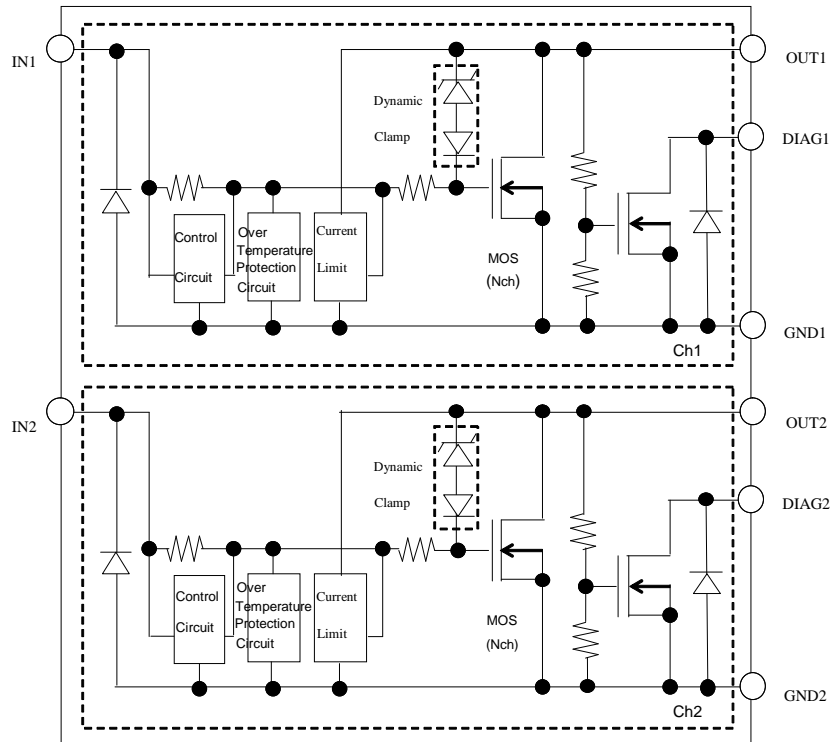 IN1
OUT1
Dynamic
Clamp
DIAG1
Control
Circuit
Over
Temperature
Protection
Circuit
Current
Limit
MOS
(Nch)
GND1
Ch1
IN2
OUT2
Dynamic
Clamp
DIAG2
Control
Circuit
Over
Temperature
Protection
Circuit
Current
Limit
MOS
(Nch)
GND2
Ch2